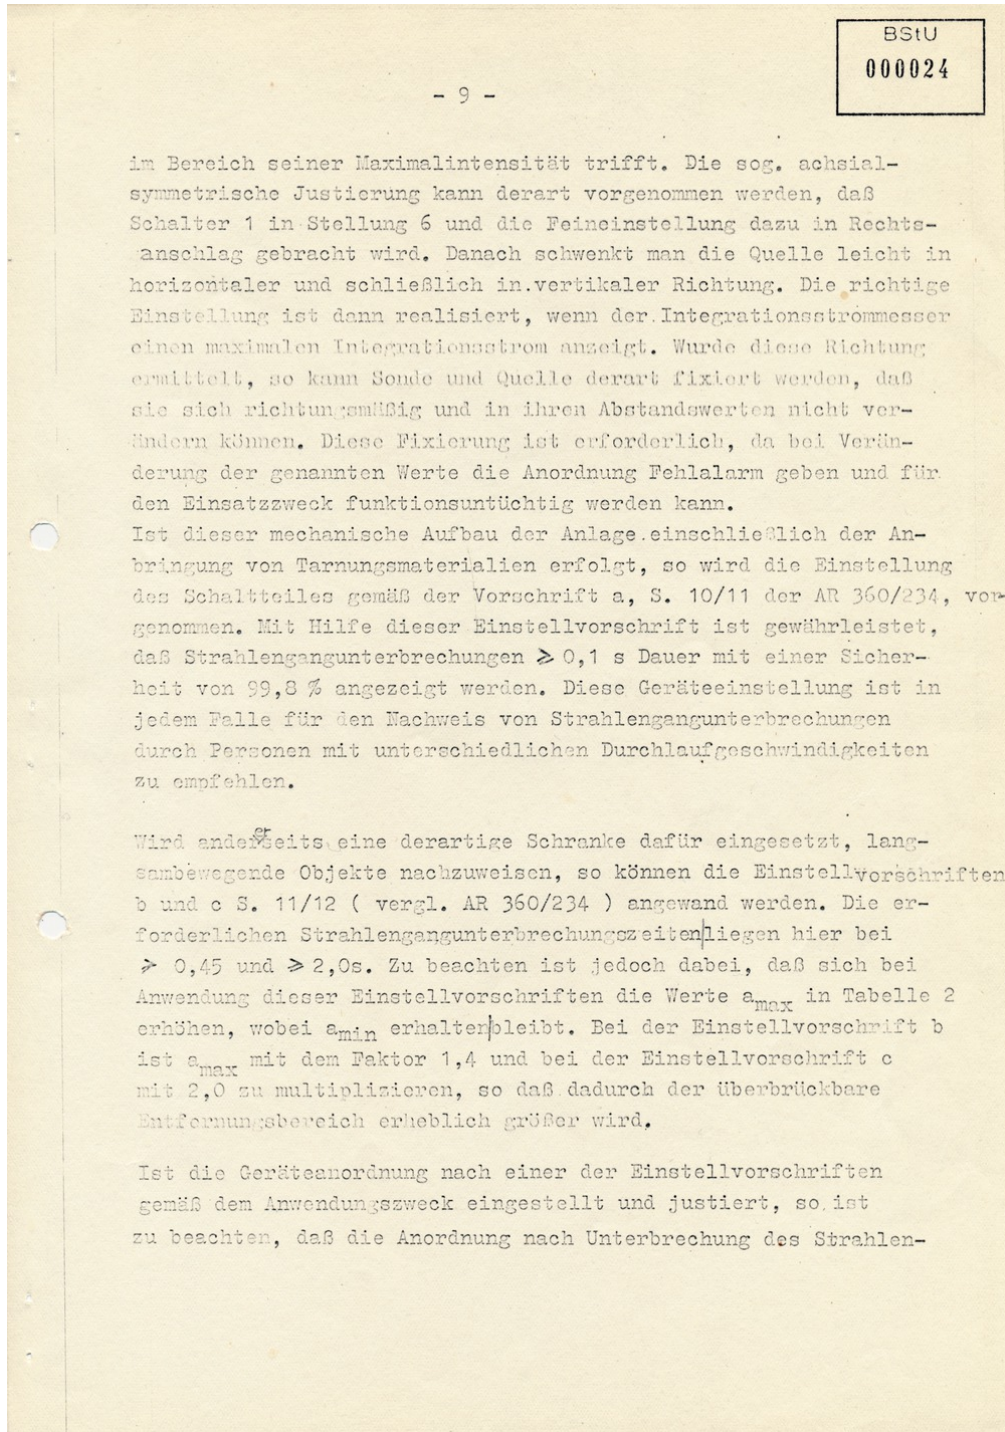 BStU
000024
- 9 -
im Bereich seiner Maximalintensität trifft. Die sog. achsial-
symmetrische Justierung kann derart vorgenommen werden, daß
Schalter 1 in Stellung 6 und die Feineinstellung dazu in Rechts-
anschlag gebracht wird. Danach schwenkt man die Quelle leicht in
horizontaler und schließlich in vertikaler Richtung. Die richtige
Einstellung ist dann realisiert, wenn der Integrationsstrommesser
einen maximalen Integrationsstrom anzeigt. Wurde diese Richtung
ermittelt, so kann Sonde und Quelle derart fixiert werden, daß
sie sich richtungsmäßig und in ihren Abstandswerten nicht ver-
ändern können. Diese Fixierung ist erforderlich, da bei Verän-
derung der genannten Werte die Anordnung Fehlalarm geben und für
den Einsatzzweck funktionsuntüchtig werden kann.
Ist dieser mechanische Aufbau der Anlage einschließlich der An-
bringung von Tarnungsmaterialien erfolgt, so wird die Einstellung
des Schaltteiles gemäß der Vorschrift a, S. 10/11 der AR 360/234, vor-
genommen. Mit Hilfe dieser Einstellvorschrift ist gewährleistet,
daß Strahlengangunterbrechungen ⩾ 0,1 s Dauer mit einer Sicher-
heit von 99,8 % angezeigt werden. Diese Geräteeinstellung ist in
jedem Falle für den Nachweis von Strahlengangunterbrechungen
durch Personen mit unterschiedlichen Durchlaufgeschwindigkeiten
zu empfehlen.
Wird andererseits eine derartige Schranke dafür eingesetzt, lang-
sambewegende Objekte nachzuweisen, so können die Einstellvorschriften
b und c S. 11/12 ( vergl. AR 360/234 ) angewand werden. Die er-
forderlichen Strahlengangunterbrechungszeiten|liegen hier bei
⩾ 0,45 und ⩾ 2,0s. Zu beachten ist jedoch dabei, daß sich bei
Anwendung dieser Einstellvorschriften die Werte a_max in Tabelle 2
erhöhen, wobei a_min erhalten|bleibt. Bei der Einstellvorschrift b
ist a_max mit dem Faktor 1,4 und bei der Einstellvorschrift c
mit 2,0 zu multiplizieren, so daß dadurch der überbrückbare
Entfernungsbereich erheblich größer wird.
Ist die Geräteanordnung nach einer der Einstellvorschriften
gemäß dem Anwendungszweck eingestellt und justiert, so ist
zu beachten, daß die Anordnung nach Unterbrechung des Strahlen-